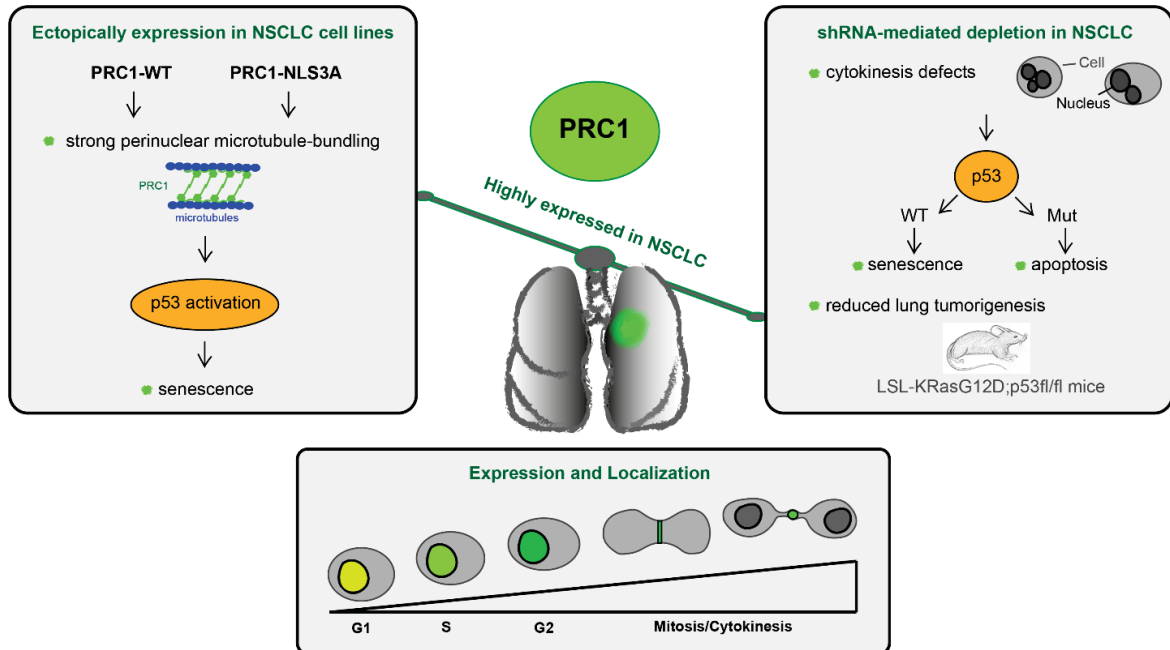 Ectopically expression in NSCLC cell lines
PRC1-WT
PRC1-NLS3A
strong perinuclear microtubule-bundling
PRC1
microtubules
p53 activation
senescence
PRC1
Highly expressed in NSCLC
shRNA-mediated depletion in NSCLC
cytokinesis defects
Cell
Nucleus
p53
WT
Mut
senescence
apoptosis
reduced lung tumorigenesis
LSL-KRasG12D;p53fl/fl mice
Expression and Localization
G1
S
G2
Mitosis/Cytokinesis